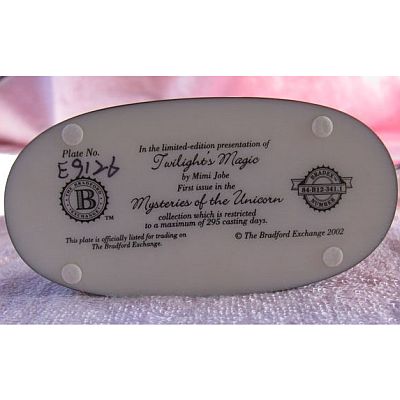 In the limited-edition presentation of
Twilight's Magic
by Mimi Jobe
First issue in the
Mysteries of the Unicorn
collection which is restricted
to a maximum of 295 casting days.
Plate No.
E9126
THE BRADFORD EXCHANGE
B
TM
BRADEX
84-B12-341.1
NUMBER
This plate is officially listed for trading on
The Bradford Exchange.
© The Bradford Exchange 2002